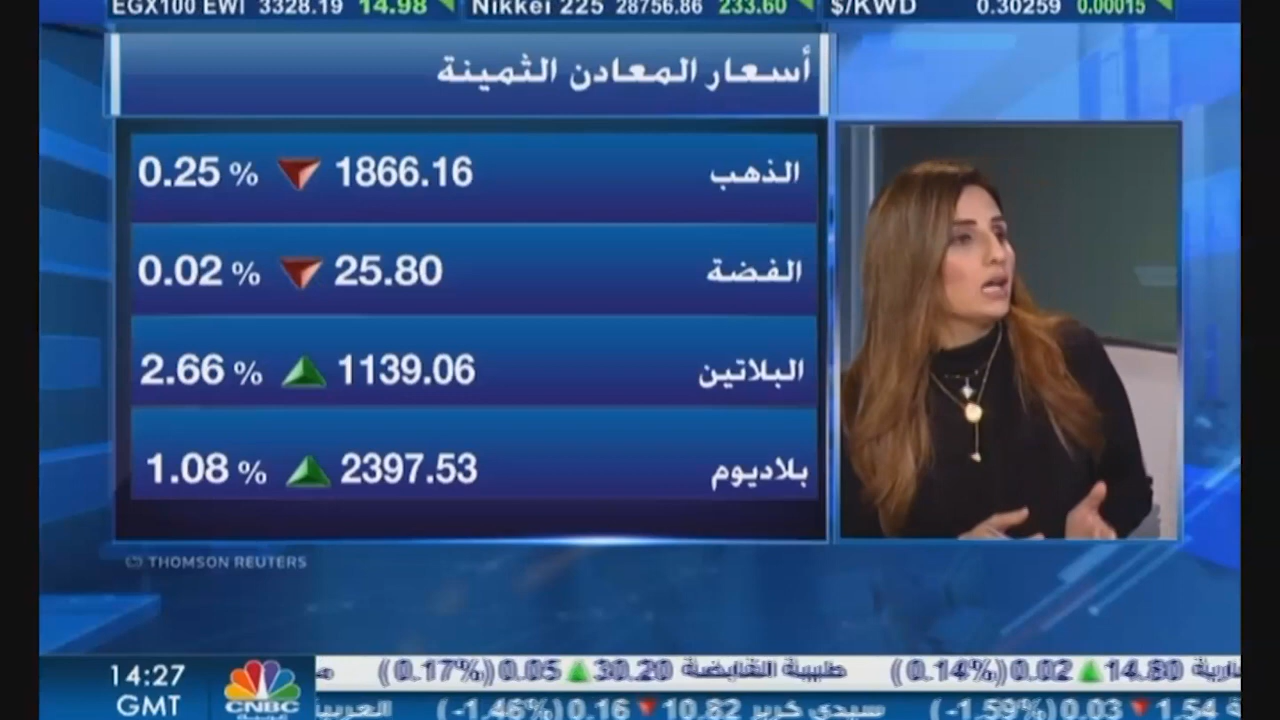 EGX100 EWI 3328.19 14.98 Nikkei 225 28756.86 233.60 $/KWD 0.30259 0.00015
أسعار المعادن الثمينة
الذهب 1866.16 0.25 %
الفضة 25.80 0.02 %
البلاتين 1139.06 2.66 %
بلاديوم 2397.53 1.08 %
THOMSON REUTERS
14:27
GMT
CNBC
عربية
14.80 0.02 (0.14%) طيبة القابضة 30.20 0.05 (0.17%)
1.54 0.03 (-1.59%) سيدي كرير 10.82 0.16 (-1.46%) العربية